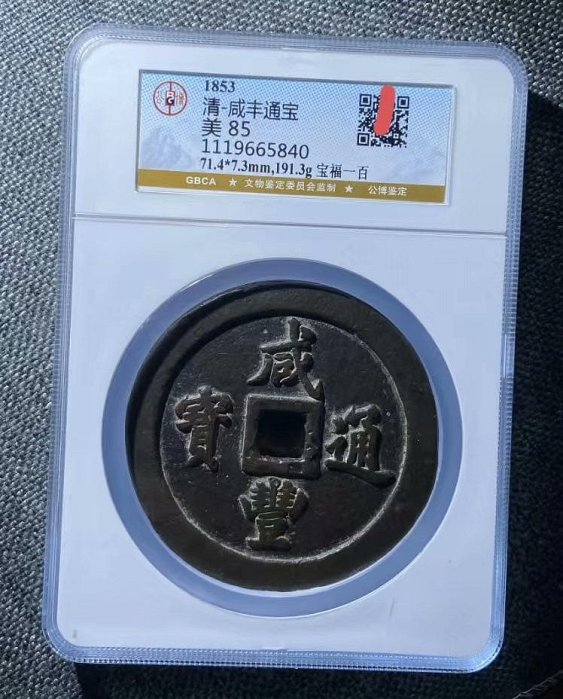 1853
清-咸丰通宝
美 85
1119665840
71.4*7.3mm,191.3g 宝福一百
GBCA ★ 文物鉴定委员会监制 ★ 公博鉴定
咸
寶 通
豐